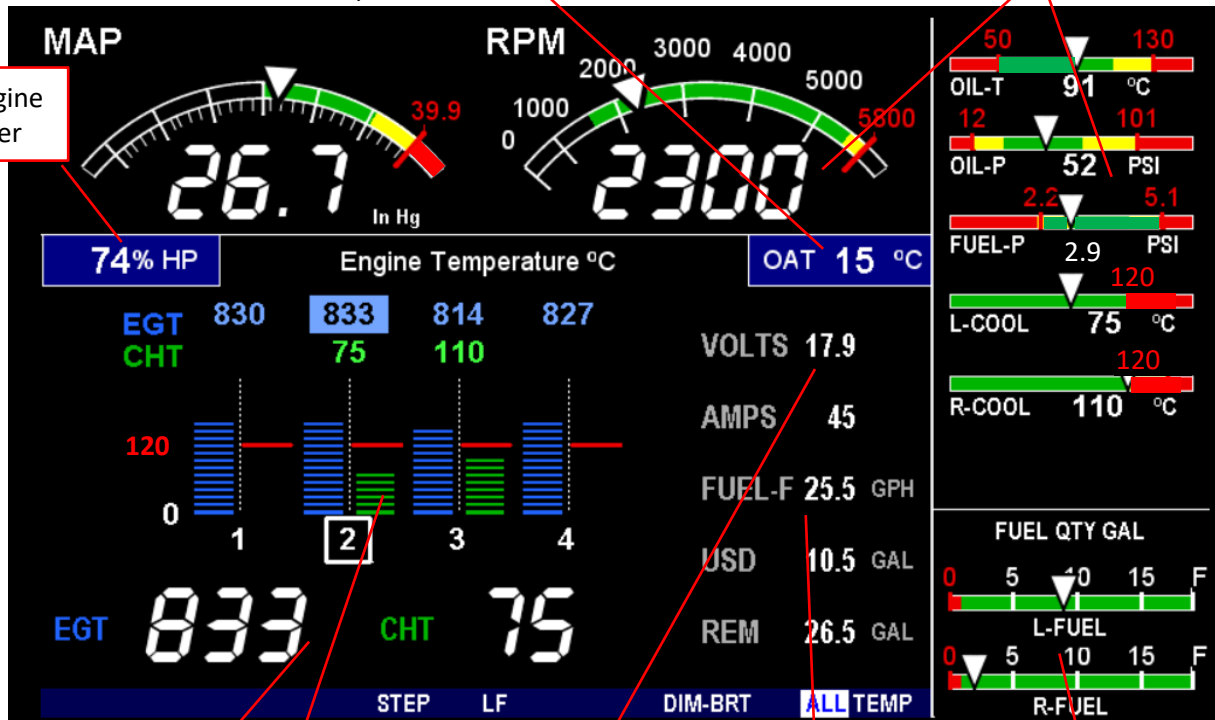 MAP
39.9
26.7
In Hg
RPM
0
1000
2000
3000
4000
5000
5800
2300
50
130
OIL-T
91
ºC
12
101
OIL-P
52
PSI
2.2
5.1
FUEL-P
2.9
PSI
120
L-COOL
75
ºC
120
R-COOL
110
ºC
74% HP
Engine Temperature ºC
OAT 15 ºC
EGT 830 833 814 827
CHT 75 110
120
0
1 2 3 4
VOLTS 17.9
AMPS 45
FUEL-F 25.5 GPH
USD 10.5 GAL
REM 26.5 GAL
EGT 833
CHT 75
FUEL QTY GAL
0 5 10 15 F
L-FUEL
0 5 10 15 F
R-FUEL
STEP LF DIM-BRT ALL TEMP